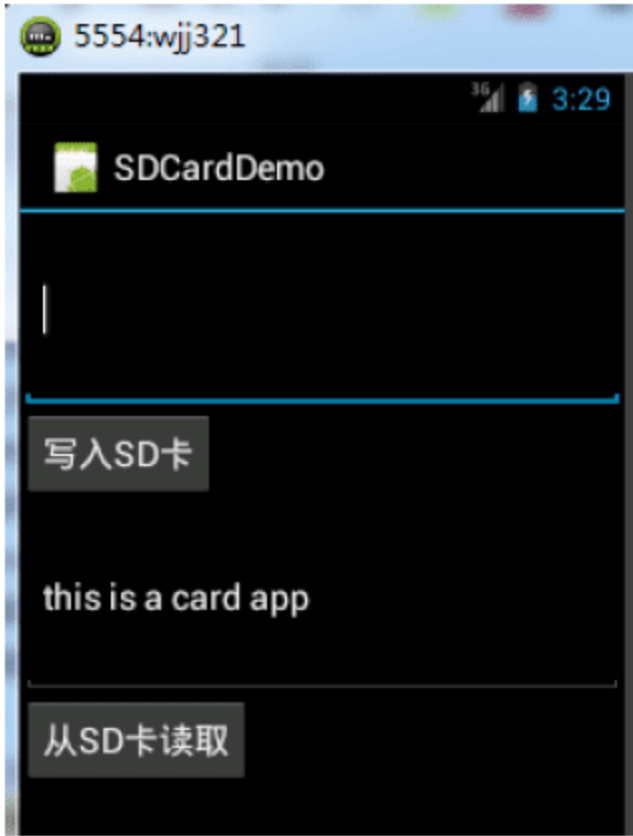 5554:wjj321
3G 3:29
SDCardDemo
写入SD卡
this is a card app
从SD卡读取